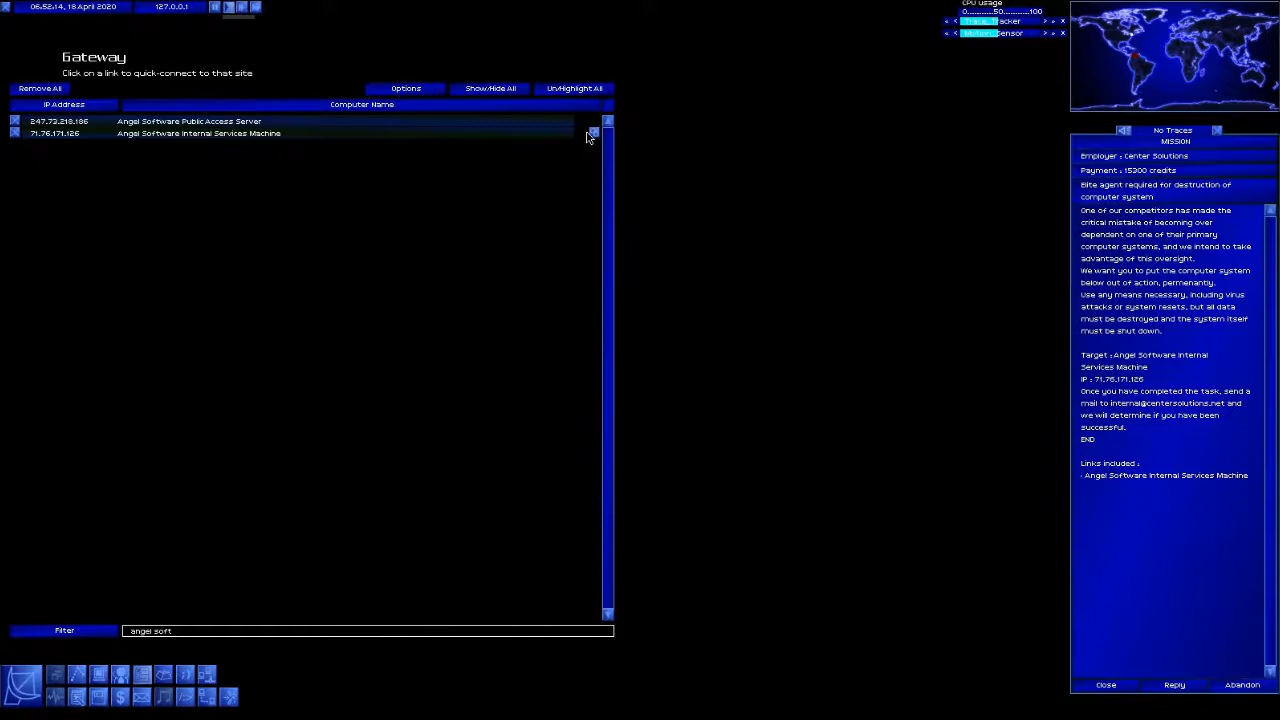 06:52:14, 18 April 2020
127.0.0.1
CPU usage
0.........50.........100
Trace_Tracker
Motion_Sensor
Gateway
Click on a link to quick-connect to that site
Remove All
Options
Show/Hide All
Un/Highlight All
IP Address
Computer Name
247.73.218.186 Angel Software Public Access Server
71.76.171.126 Angel Software Internal Services Machine
Filter
angel soft
No Traces
MISSION
Employer : Center Solutions
Payment : 15300 credits
Elite agent required for destruction of
computer system
One of our competitors has made the
critical mistake of becoming over
dependent on one of their primary
computer systems, and we intend to take
advantage of this oversight.
We want you to put the computer system
below out of action, permenantly.
Use any means necessary, including virus
attacks or system resets, but all data
must be destroyed and the system itself
must be shut down.
Target : Angel Software Internal
Services Machine
IP : 71.76.171.126
Once you have completed the task, send a
mail to internal@centersolutions.net and
we will determine if you have been
successful.
END
Links included :
- Angel Software Internal Services Machine
Close
Reply
Abandon